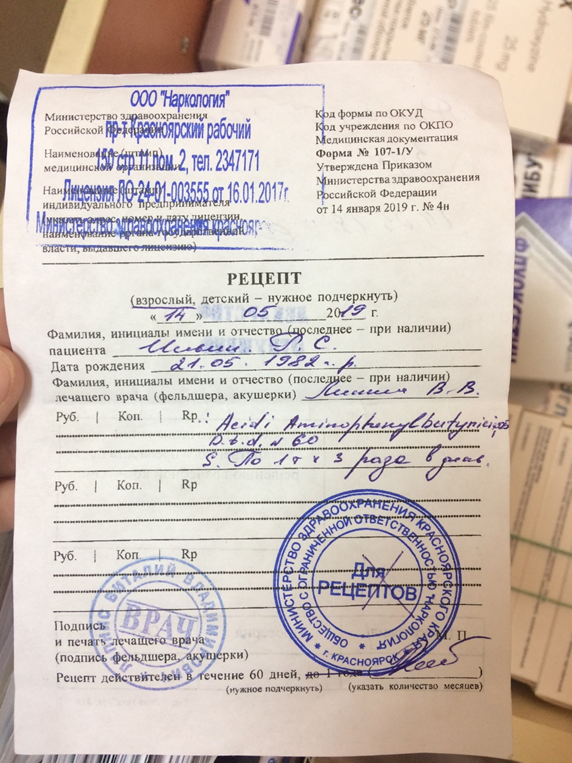 ООО "Наркология"
пр-т Красноярский рабочий
150 стр.1 пом. 2, тел. 2347171
Лицензия ЛО-24-01-003555 от 16.01.2017г.
Министерство здравоохранения красноярс
Министерство здравоохранения
Российской Федерации
Наименование (штамп)
медицинской организации
Наименование (штамп)
индивидуального предпринимателя
(указать адрес, номер и дату лицензии,
наименование органа государственной
власти, выдавшего лицензию)
Код формы по ОКУД
Код учреждения по ОКПО
Медицинская документация
Форма № 107-1/У
Утверждена Приказом
Министерства здравоохранения
Российской Федерации
от 14 января 2019 г. № 4н
РЕЦЕПТ
(взрослый, детский – нужное подчеркнуть)
« 14 » 05 2019 г.
Фамилия, инициалы имени и отчество (последнее – при наличии)
пациента Р. С.
Дата рождения 21.05.1982 г.р.
Фамилия, инициалы имени и отчество (последнее – при наличии)
лечащего врача (фельдшера, акушерки) В. В.
Руб. | Коп. | Rp.: Acidi Aminophenylbutyrici
D.t.d. N 60
S. По 1т х 3 раза в день.
Руб. | Коп. | Rp
Руб. | Коп. | Rp
ВРАЧ
ВИТАЛИЙ ВЛАДИМИРОВИЧ
МИНИСТЕРСТВО ЗДРАВООХРАНЕНИЯ КРАСНОЯРСКОГО КРАЯ
ОБЩЕСТВО С ОГРАНИЧЕННОЙ ОТВЕТСТВЕННОСТЬЮ НАРКОЛОГИЯ
г. КРАСНОЯРСК
Для
РЕЦЕПТОВ
Подпись
и печать лечащего врача М. П.
(подпись фельдшера, акушерки)
Рецепт действителен в течение 60 дней, до 1 года ( )
(нужное подчеркнуть) (указать количество месяцев)
Hydroxyzine
25 mg